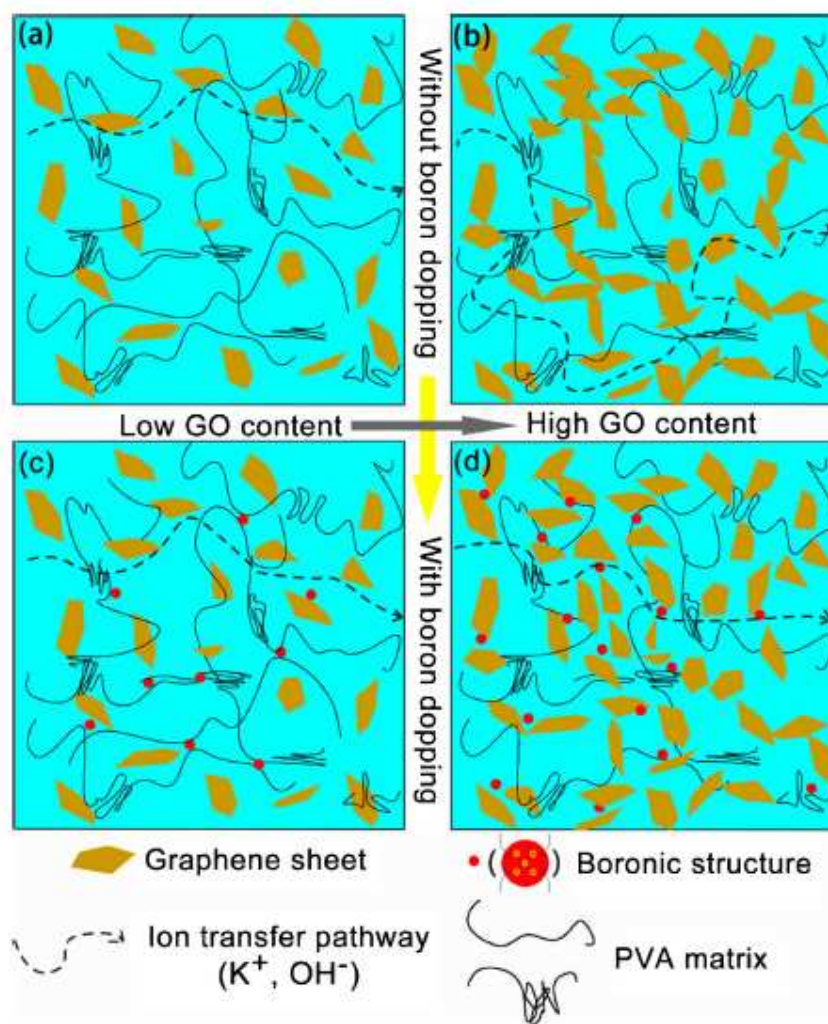 (a)
(b)
Without boron dopping
Low GO content
High GO content
(c)
(d)
With boron dopping
Graphene sheet
( ) Boronic structure
Ion transfer pathway
(K⁺, OH⁻)
PVA matrix